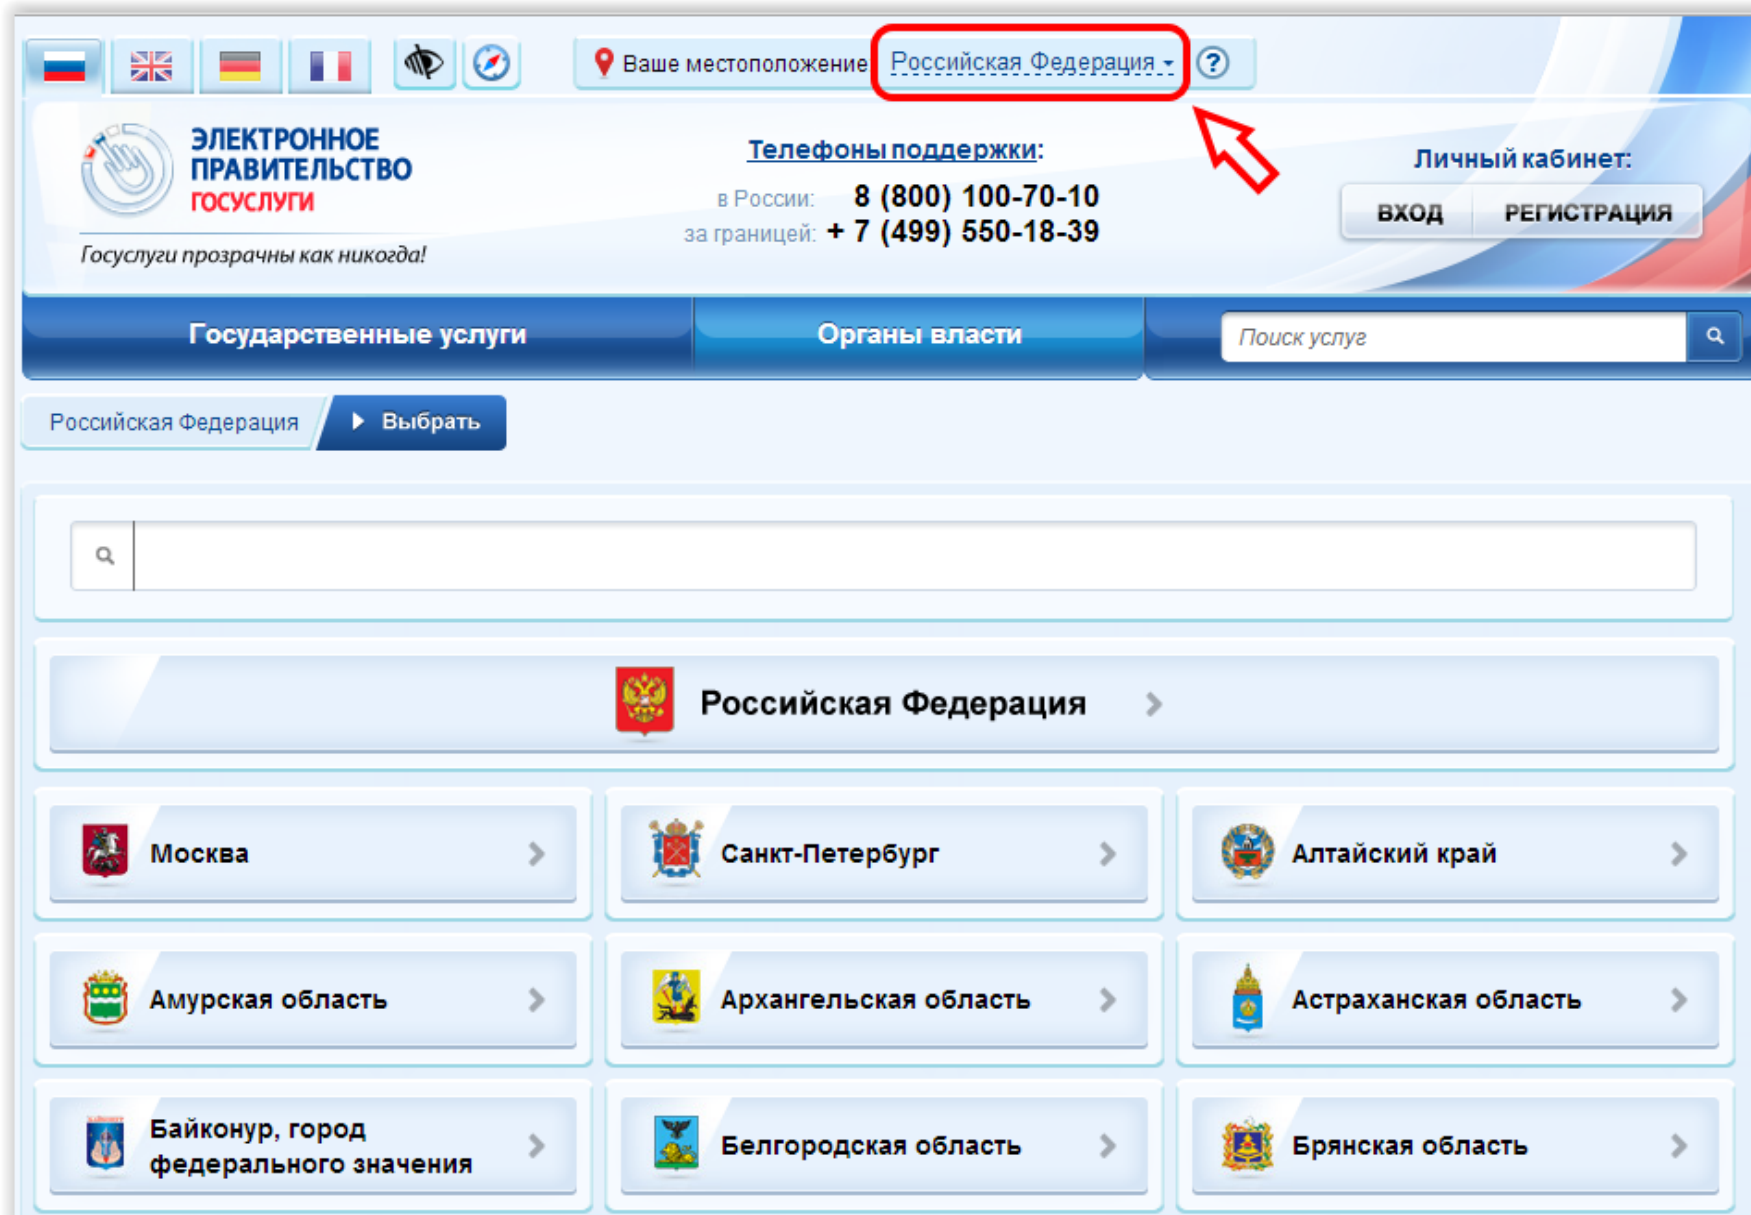 Ваше местоположение Российская Федерация ?
ЭЛЕКТРОННОЕ
ПРАВИТЕЛЬСТВО
ГОСУСЛУГИ
Госуслуги прозрачны как никогда!
Телефоны поддержки:
в России: 8 (800) 100-70-10
за границей: + 7 (499) 550-18-39
Личный кабинет:
ВХОД РЕГИСТРАЦИЯ
Государственные услуги Органы власти Поиск услуг
Российская Федерация Выбрать
Российская Федерация
Москва Санкт-Петербург Алтайский край
Амурская область Архангельская область Астраханская область
Байконур, город
федерального значения
Белгородская область Брянская область